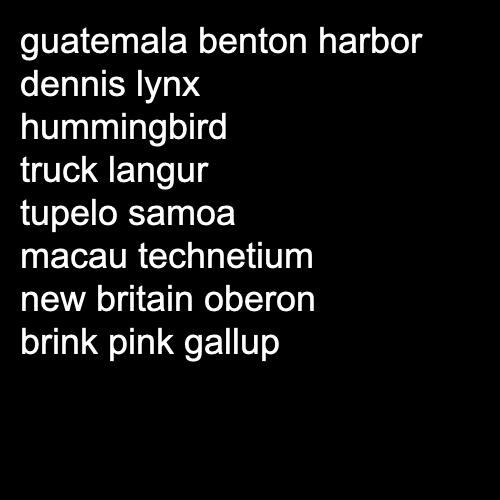 guatemala benton harbor
dennis lynx
hummingbird
truck langur
tupelo samoa
macau technetium
new britain oberon
brink pink gallup